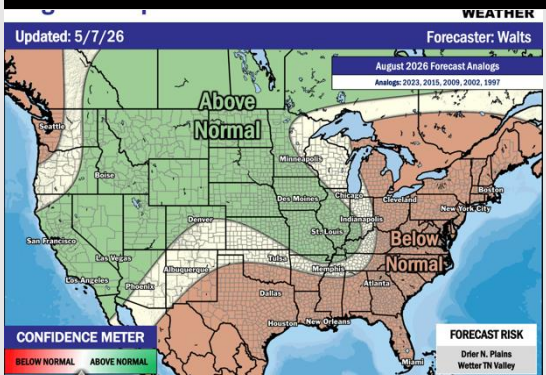 WEATHER
Updated: 5/7/26
Forecaster: Walts
August 2026 Forecast Analogs
Analogs: 2023, 2015, 2009, 2002, 1997
Above
Normal
Seattle
Minneapolis
Boise
Boston
Chicago
Cleveland
Des Moines
New York City
Indianapolis
Denver
St. Louis
San Francisco
Below
Normal
Las Vegas
Tulsa
Albuquerque
Memphis
Los Angeles
Phoenix
Atlanta
Dallas
Houston
New Orleans
Miami
CONFIDENCE METER
BELOW NORMAL
ABOVE NORMAL
FORECAST RISK
Drier N. Plains
Wetter TN Valley